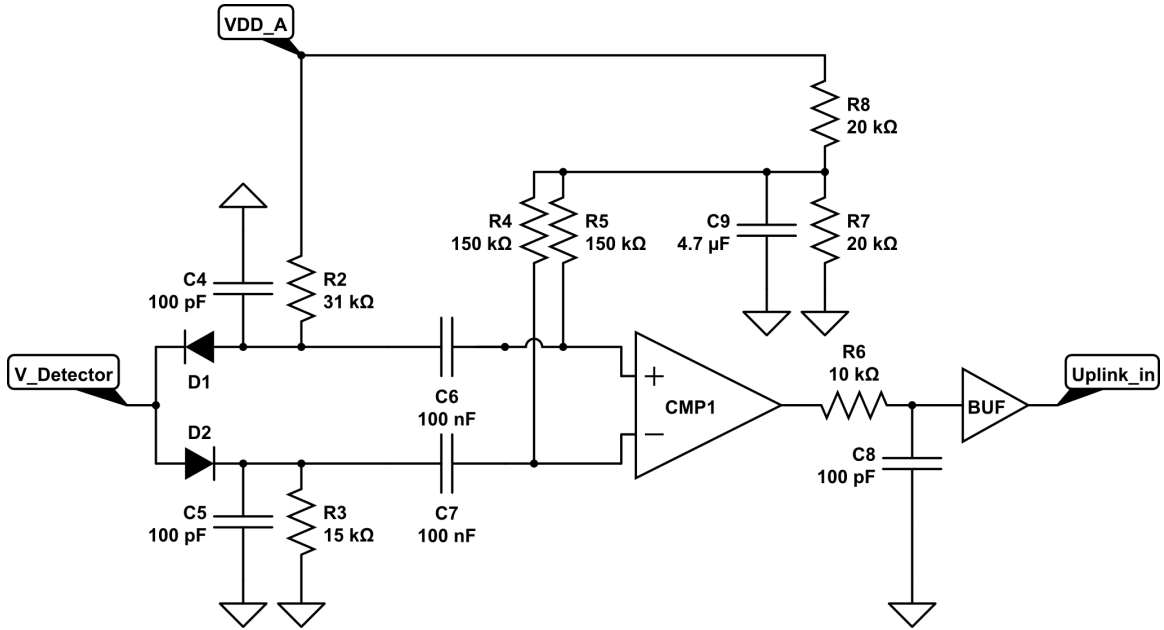 VDD_A
R8
20 kΩ
R4
150 kΩ
R5
150 kΩ
C9
4.7 µF
R7
20 kΩ
C4
100 pF
R2
31 kΩ
V_Detector
D1
C6
100 nF
+
−
CMP1
R6
10 kΩ
BUF
Uplink_in
D2
C5
100 pF
R3
15 kΩ
C7
100 nF
C8
100 pF